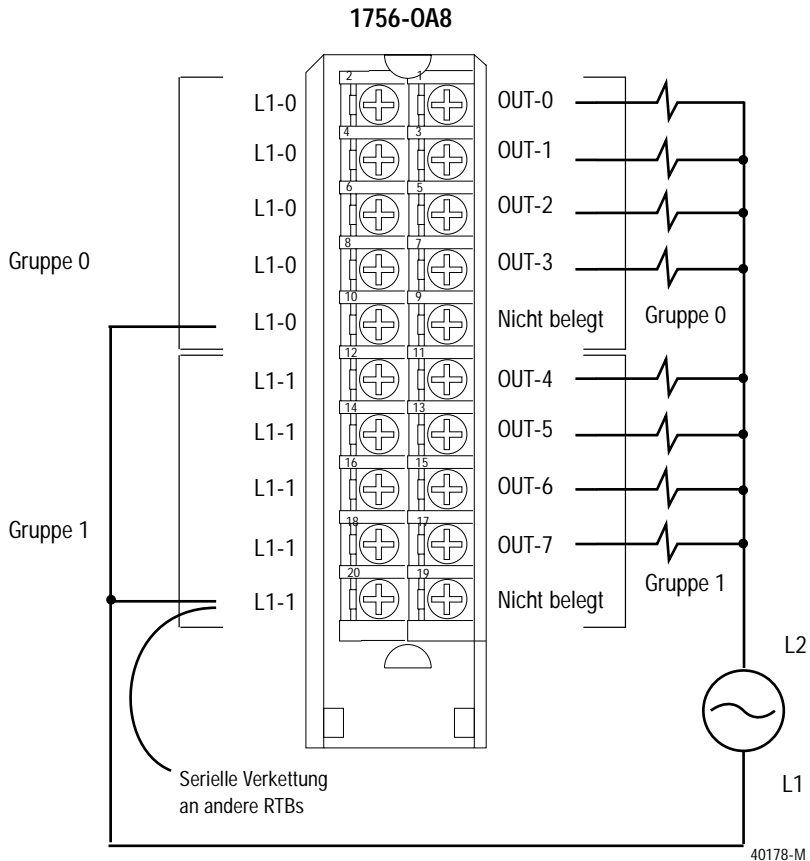 1756-OA8
2 1
L1-0 OUT-0
4 3
L1-0 OUT-1
6 5
L1-0 OUT-2
8 7
Gruppe 0 L1-0 OUT-3
10 9
L1-0 Nicht belegt Gruppe 0
12 11
L1-1 OUT-4
14 13
L1-1 OUT-5
16 15
L1-1 OUT-6
18 17
Gruppe 1 L1-1 OUT-7
20 19
L1-1 Nicht belegt Gruppe 1
L2
Serielle Verkettung
an andere RTBs
L1
40178-M